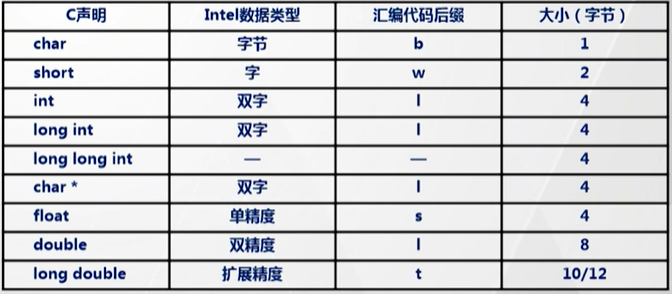 C声明 Intel数据类型 汇编代码后缀 大小（字节）
char 字节 b 1
short 字 w 2
int 双字 l 4
long int 双字 l 4
long long int — — 4
char * 双字 l 4
float 单精度 s 4
double 双精度 l 8
long double 扩展精度 t 10/12